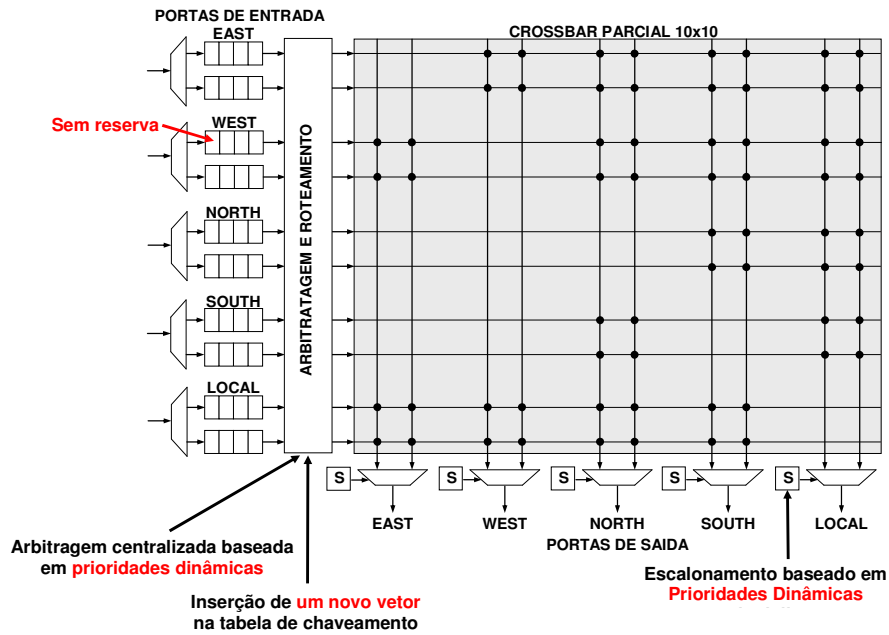 PORTAS DE ENTRADA
EAST
CROSSBAR PARCIAL 10x10
Sem reserva
WEST
NORTH
SOUTH
LOCAL
ARBITRATAGEM E ROTEAMENTO
S
S
S
S
S
EAST
WEST
NORTH
SOUTH
LOCAL
PORTAS DE SAIDA
Arbitragem centralizada baseada
em prioridades dinâmicas
Inserção de um novo vetor
na tabela de chaveamento
Escalonamento baseado em
Prioridades Dinâmicas